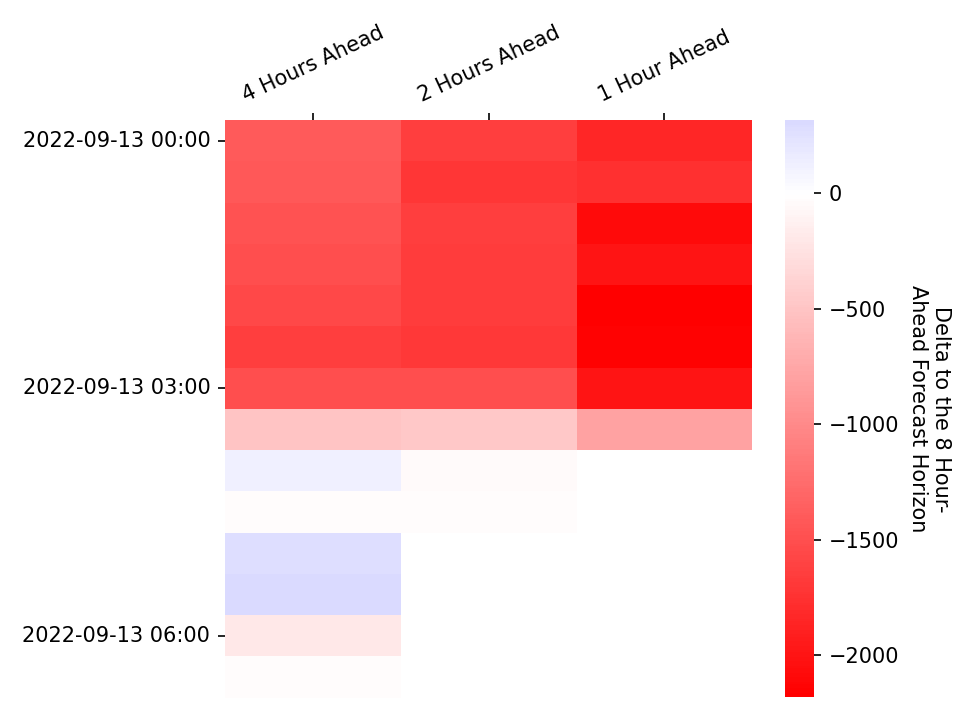 4 Hours Ahead
2 Hours Ahead
1 Hour Ahead
2022-09-13 00:00
2022-09-13 03:00
2022-09-13 06:00
0
−500
−1000
−1500
−2000
Delta to the 8 Hour-
Ahead Forecast Horizon